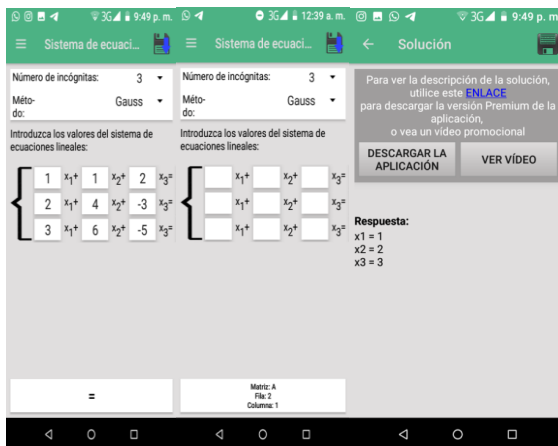 3G 9:49 p. m.
Sistema de ecuaci...
Número de incógnitas: 3
Méto-
do: Gauss
Introduzca los valores del sistema de
ecuaciones lineales:
1 x1+ 1 x2+ 2 x3=
2 x1+ 4 x2+ -3 x3=
3 x1+ 6 x2+ -5 x3=
=
3G 12:39 a. m.
Sistema de ecuaci...
Número de incógnitas: 3
Méto-
do: Gauss
Introduzca los valores del sistema de
ecuaciones lineales:
x1+ x2+ x3=
x1+ x2+ x3=
x1+ x2+ x3=
Matriz: A
Fila: 2
Columna: 1
3G 9:49 p. m
Solución
Para ver la descripción de la solución,
utilice este ENLACE
para descargar la versión Premium de la
aplicación,
o vea un vídeo promocional
DESCARGAR LA
APLICACIÓN
VER VÍDEO
Respuesta:
x1 = 1
x2 = 2
x3 = 3